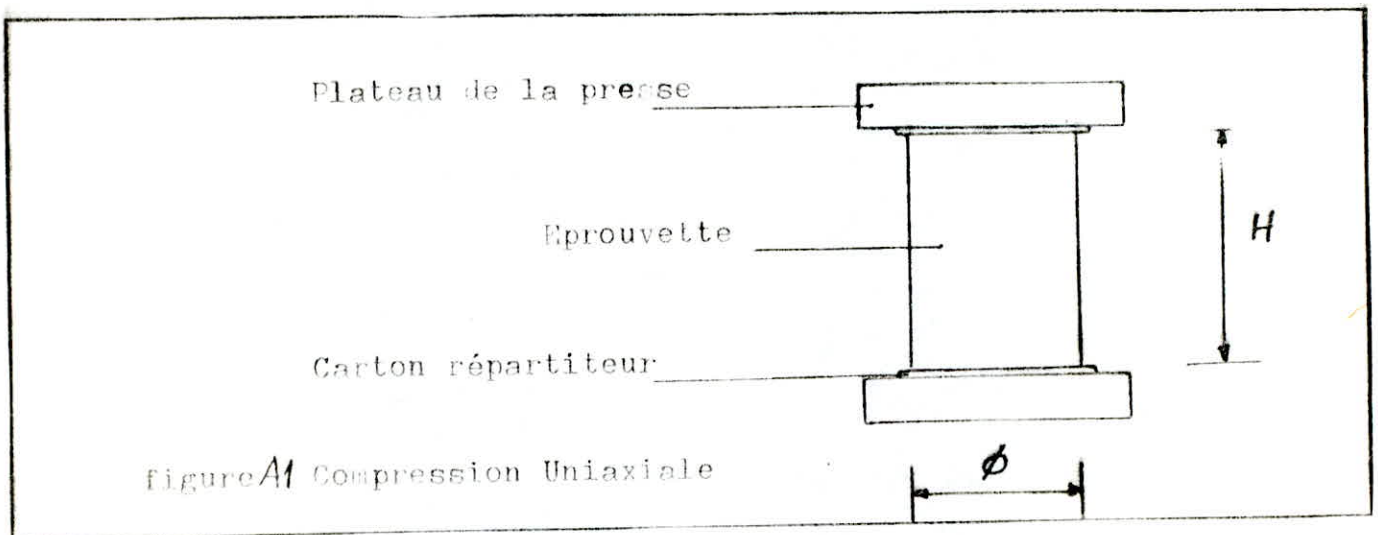 Plateau de la presse
Eprouvette
H
Carton répartiteur
figure A1 Compression Uniaxiale
ϕ